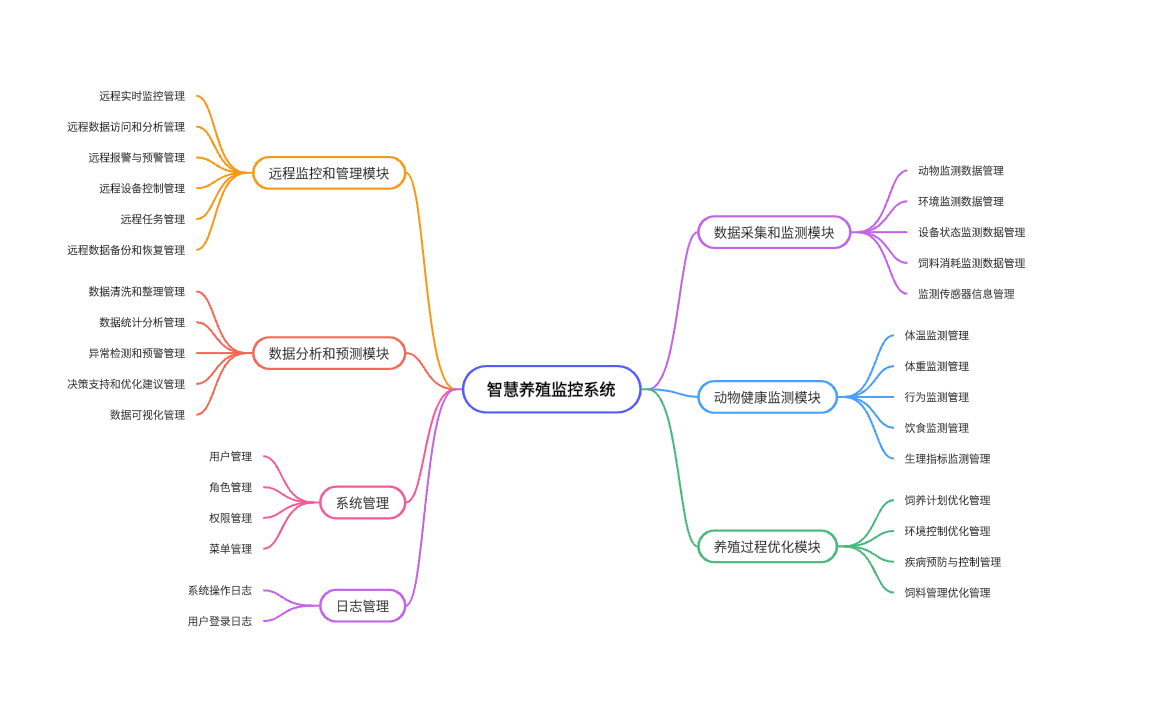 智慧养殖监控系统
远程监控和管理模块
远程实时监控管理
远程数据访问和分析管理
远程报警与预警管理
远程设备控制管理
远程任务管理
远程数据备份和恢复管理
数据分析和预测模块
数据清洗和整理管理
数据统计分析管理
异常检测和预警管理
决策支持和优化建议管理
数据可视化管理
系统管理
用户管理
角色管理
权限管理
菜单管理
日志管理
系统操作日志
用户登录日志
数据采集和监测模块
动物监测数据管理
环境监测数据管理
设备状态监测数据管理
饲料消耗监测数据管理
监测传感器信息管理
动物健康监测模块
体温监测管理
体重监测管理
行为监测管理
饮食监测管理
生理指标监测管理
养殖过程优化模块
饲养计划优化管理
环境控制优化管理
疾病预防与控制管理
饲料管理优化管理